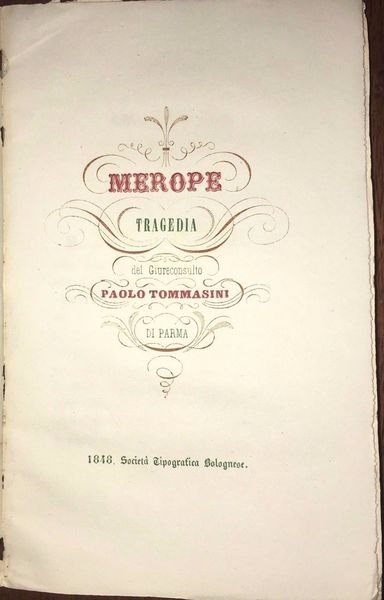 MEROPE
TRAGEDIA
del Giureconsulto
PAOLO TOMMASINI
DI PARMA
1848. Società Tipografica Bolognese.